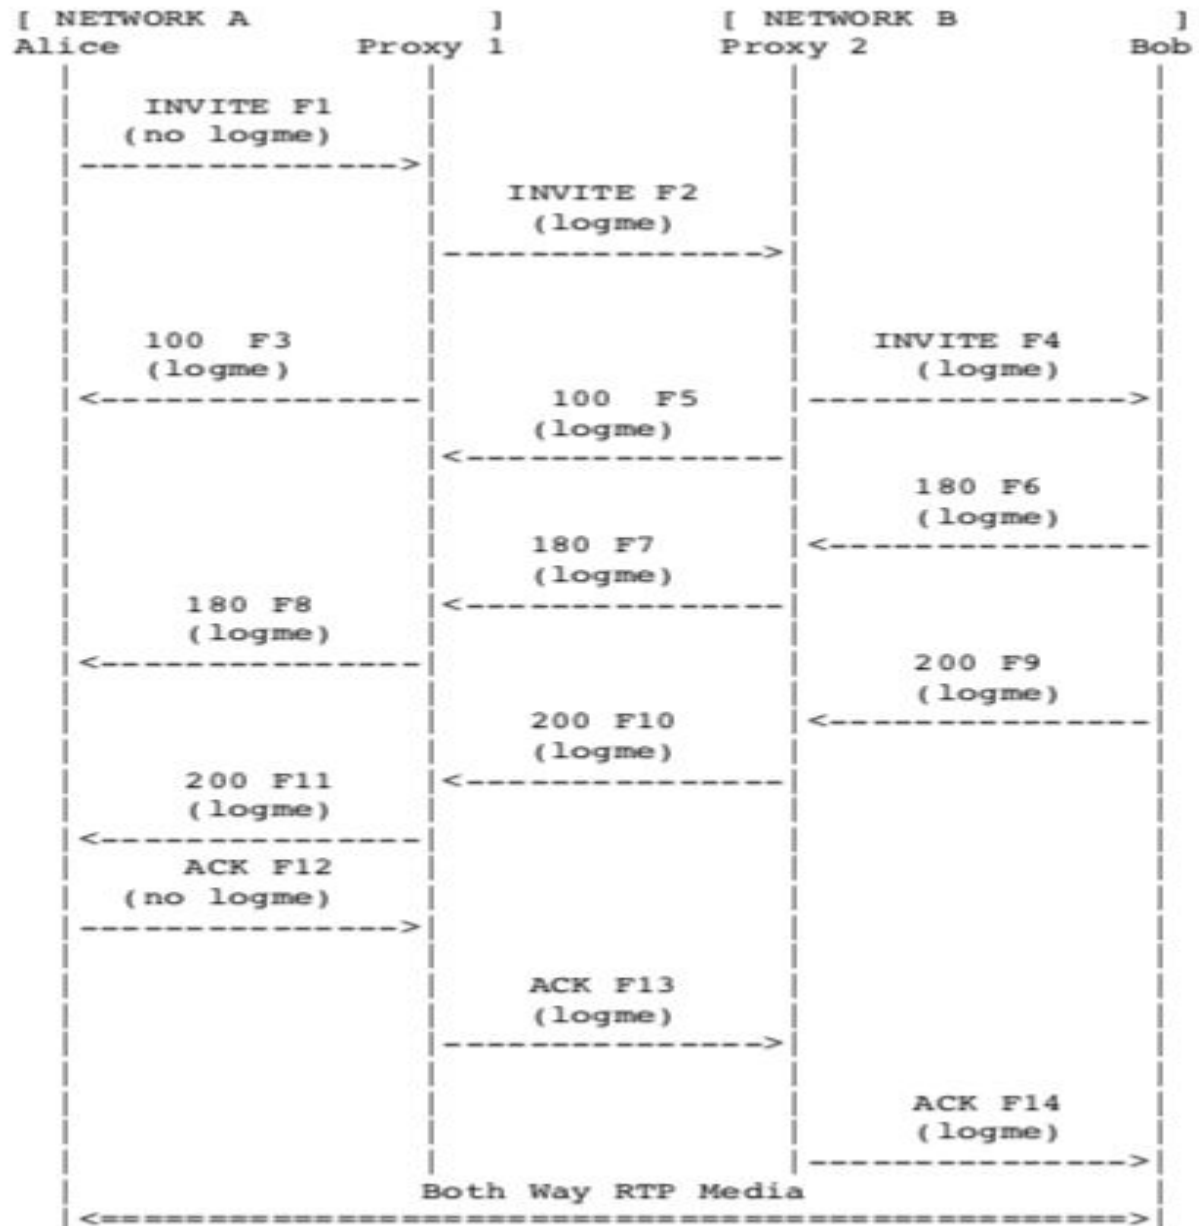 [ NETWORK A ] [ NETWORK B ]
Alice Proxy 1 Proxy 2 Bob
INVITE F1
(no logme)
INVITE F2
(logme)
100 F3 INVITE F4
(logme) (logme)
100 F5
(logme)
180 F6
(logme)
180 F7
(logme)
180 F8
(logme)
200 F9
(logme)
200 F10
(logme)
200 F11
(logme)
ACK F12
(no logme)
ACK F13
(logme)
ACK F14
(logme)
Both Way RTP Media